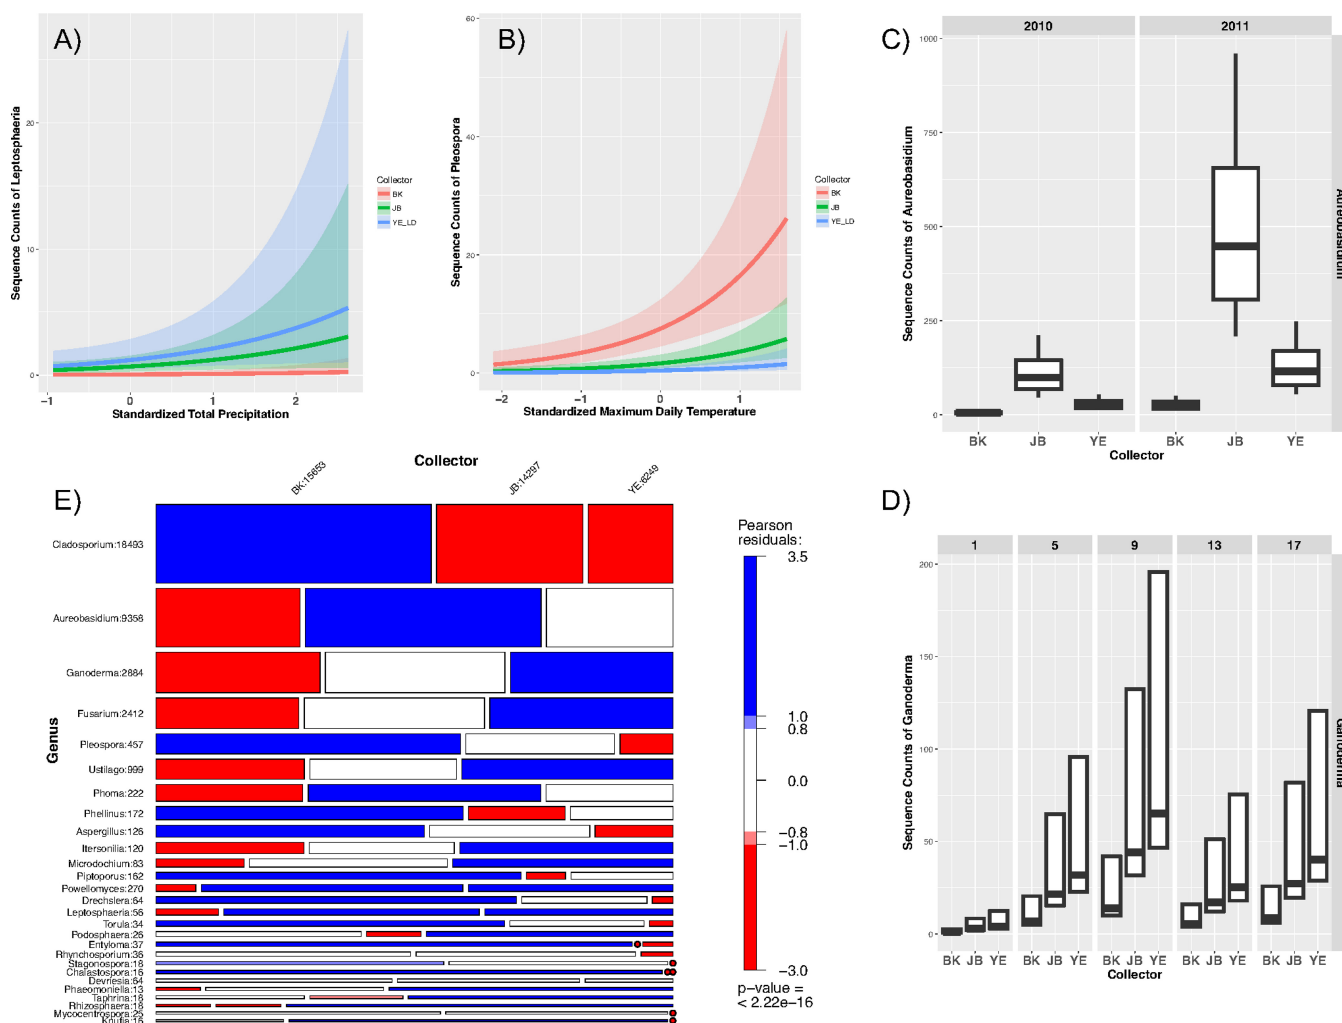 A)
Sequence Counts of Leptosphaeria
20
10
0
−1
0
1
2
Standardized Total Precipitation
Collector
BK
JB
YE_LD
B)
Sequence Counts of Pleospora
60
40
20
0
−2
−1
0
1
Standardized Maximum Daily Temperature
Collector
BK
JB
YE_LD
C)
2010
2011
Sequence Counts of Aureobasidium
1000
750
500
250
0
BK
JB
YE
BK
JB
YE
Collector
Aureobasidium
E)
Collector
BK:15653
JB:14297
YE:6249
Genus
Cladosporium:18493
Aureobasidium:9356
Ganoderma:2884
Fusarium:2412
Pleospora:457
Ustilago:999
Phoma:222
Phellinus:172
Aspergillus:126
Itersonilia:120
Microdochium:83
Piptoporus:162
Powellomyces:270
Drechslera:64
Leptosphaeria:56
Torula:34
Podosphaera:26
Entyloma:37
Rhynchosporium:36
Stagonospora:18
Chalastospora:16
Devriesia:64
Phaeomoniella:13
Taphrina:18
Rhizosphaera:18
Mycocentrospora:25
Knufia:16
Pearson
residuals:
3.5
1.0
0.8
0.0
−0.8
−1.0
−3.0
p−value =
< 2.22e−16
D)
1
5
9
13
17
Sequence Counts of Ganoderma
200
150
100
50
0
BK JB YE
BK JB YE
BK JB YE
BK JB YE
BK JB YE
Collector
Ganoderma